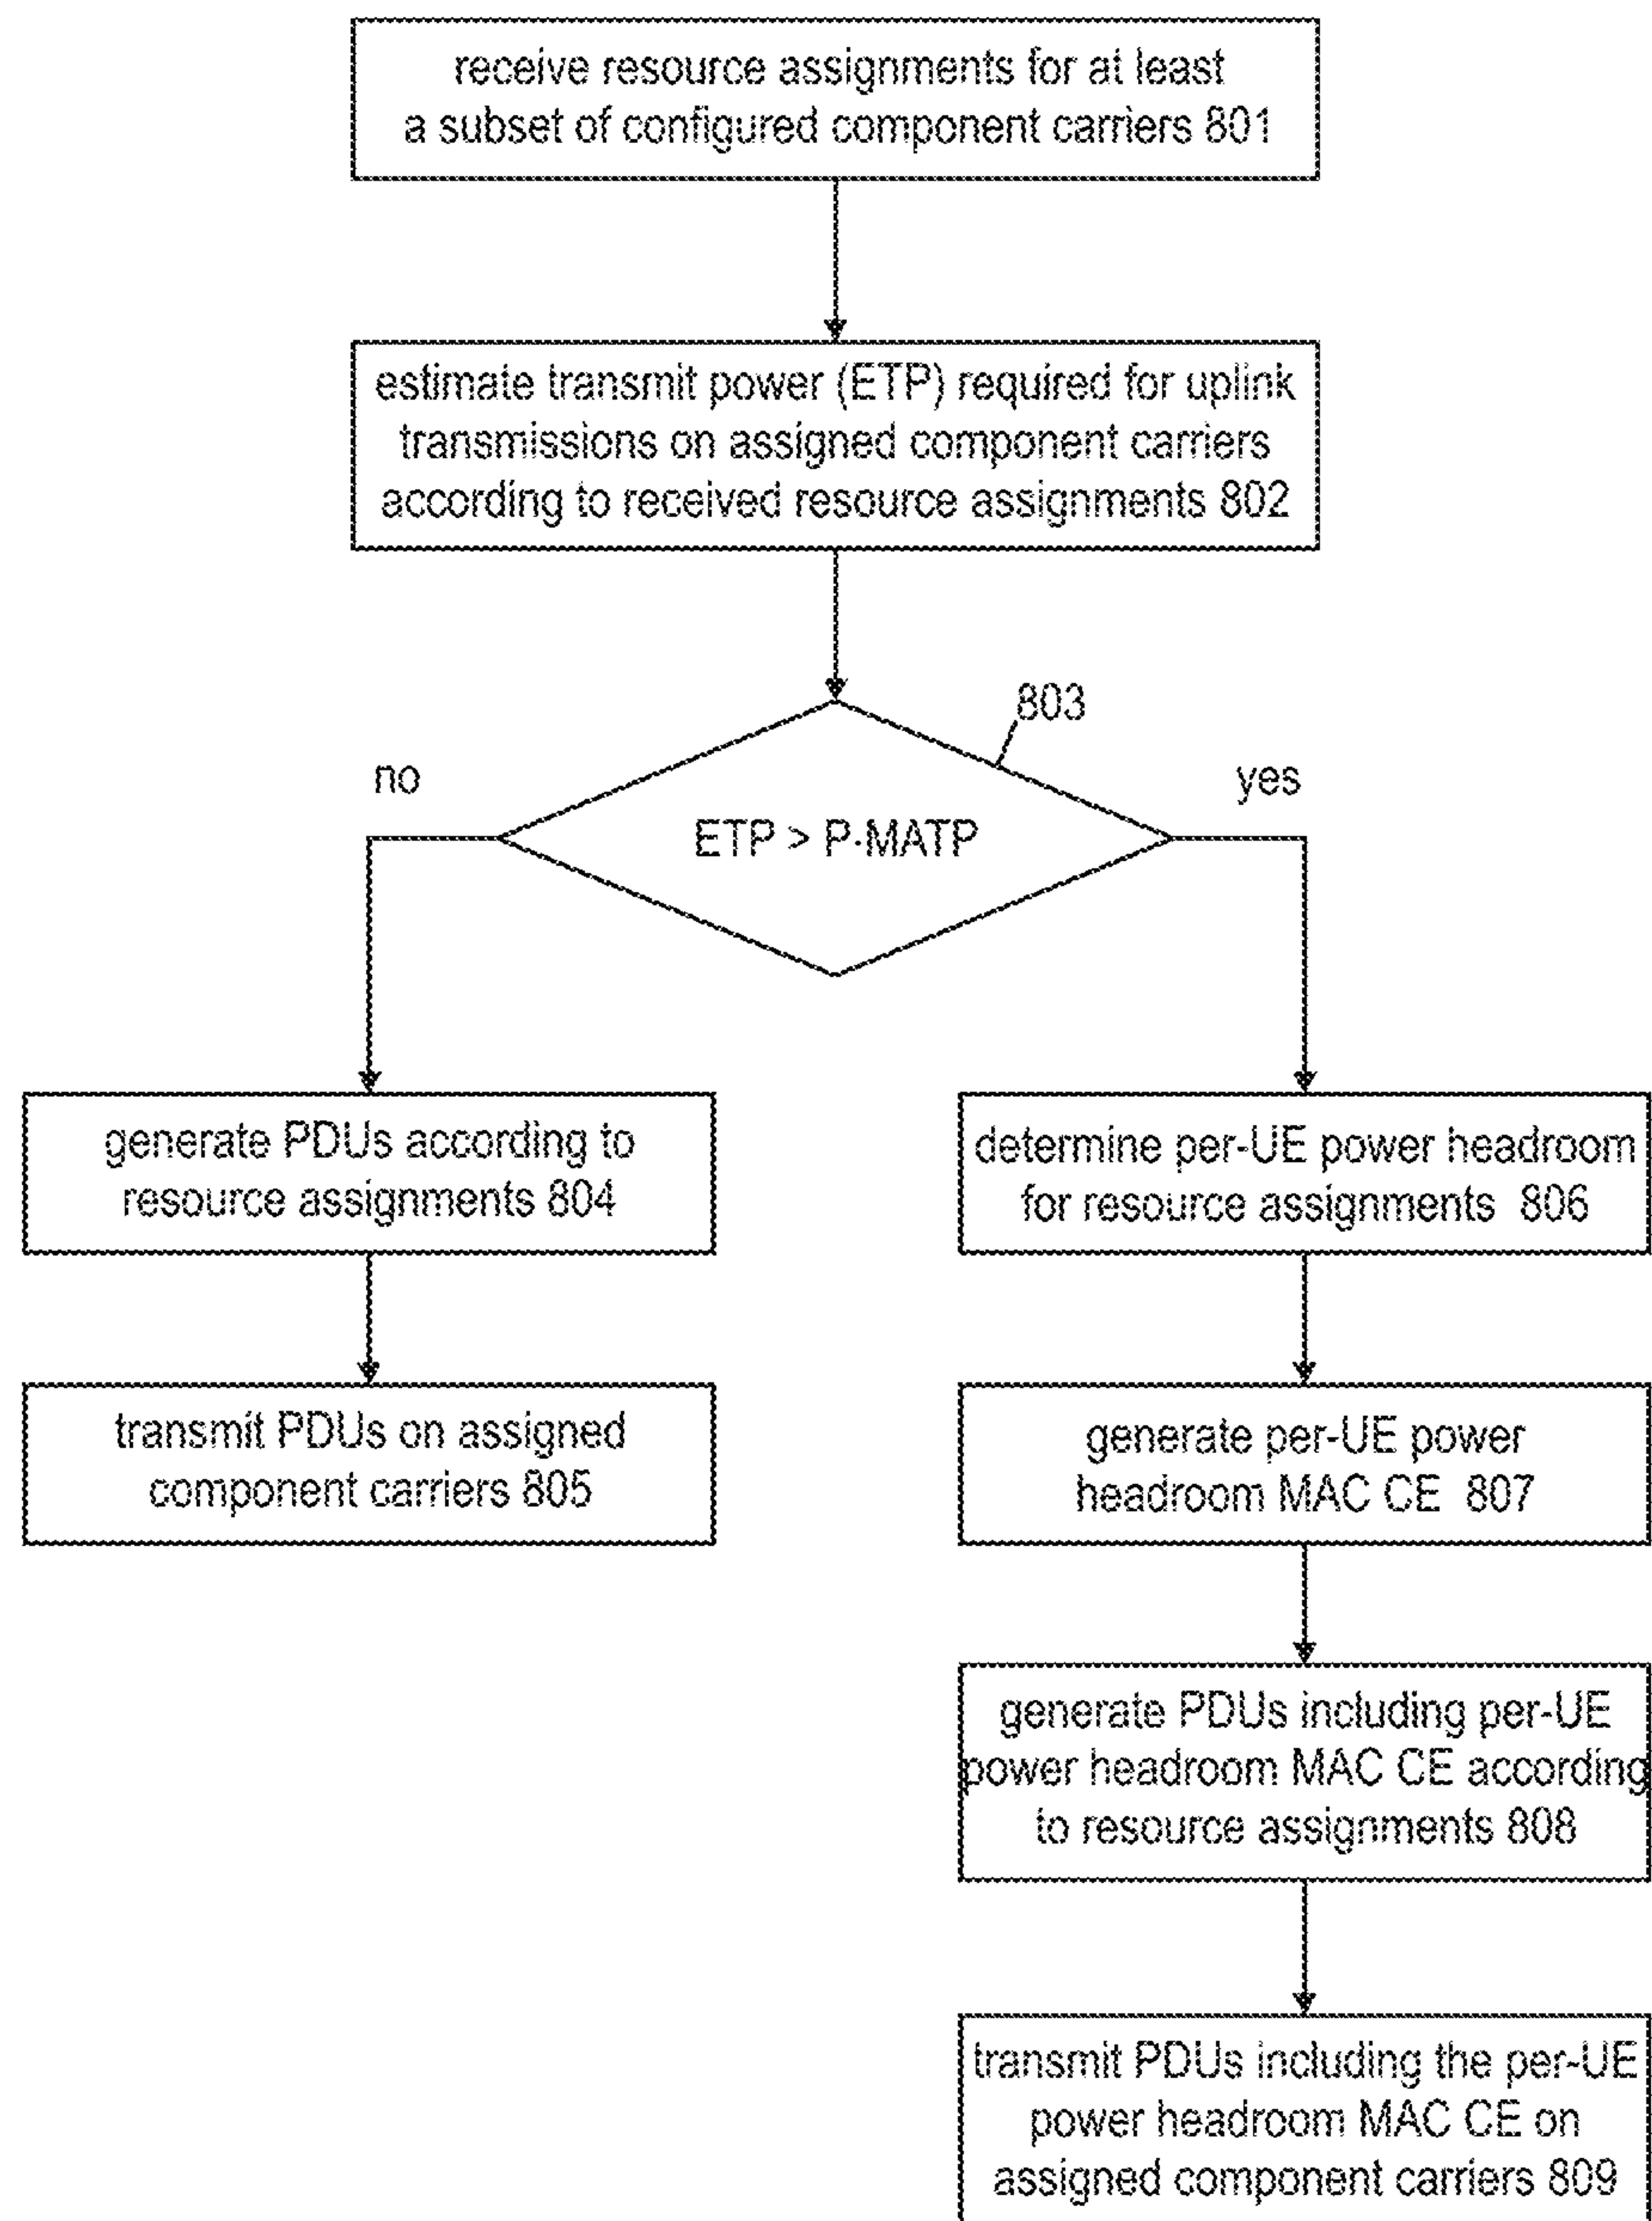 receive resource assignments for at least
a subset of configured component carriers 801
estimate transmit power (ETP) required for uplink
transmissions on assigned component carriers
according to received resource assignments 802
803
no
yes
ETP > P-MATP
generate PDUs according to
resource assignments 804
determine per-UE power headroom
for resource assignments 806
transmit PDUs on assigned
component carriers 805
generate per-UE power
headroom MAC CE 807
generate PDUs including per-UE
power headroom MAC CE according
to resource assignments 808
transmit PDUs including the per-UE
power headroom MAC CE on
assigned component carriers 809